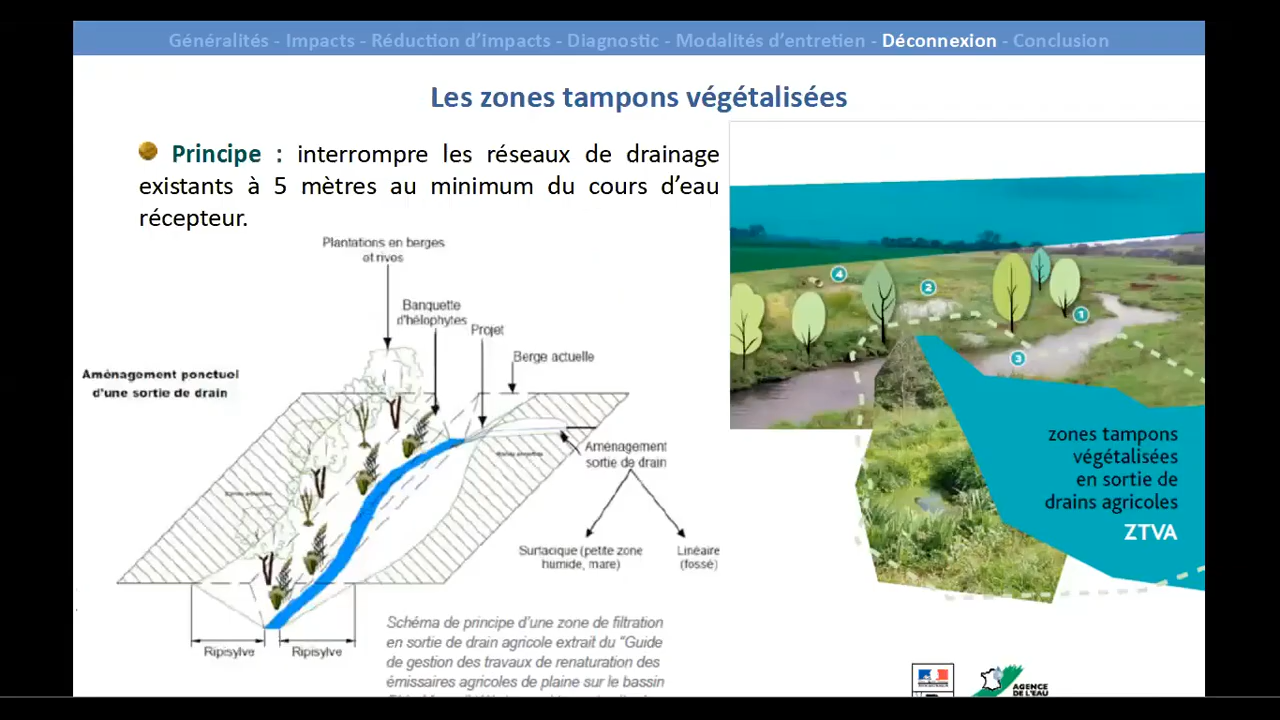 Généralités - Impacts - Réduction d'impacts - Diagnostic - Modalités d'entretien - Déconnexion - Conclusion
Les zones tampons végétalisées
Principe : interrompre les réseaux de drainage
existants à 5 mètres au minimum du cours d'eau
récepteur.
Plantations en berges
et rives
Banquette
d'hélophytes
Projet
Berge actuelle
Aménagement ponctuel
d'une sortie de drain
Aménagement
sortie de drain
Surfacique (petite zone
humide, mare)
Linéaire
(fossé)
Ripisylve
Ripisylve
Schéma de principe d'une zone de filtration
en sortie de drain agricole extrait du "Guide
de gestion des travaux de renaturation des
émissaires agricoles de plaine sur le bassin
4
2
1
3
zones tampons
végétalisées
en sortie de
drains agricoles
ZTVA
AGENCE
DE L'EAU